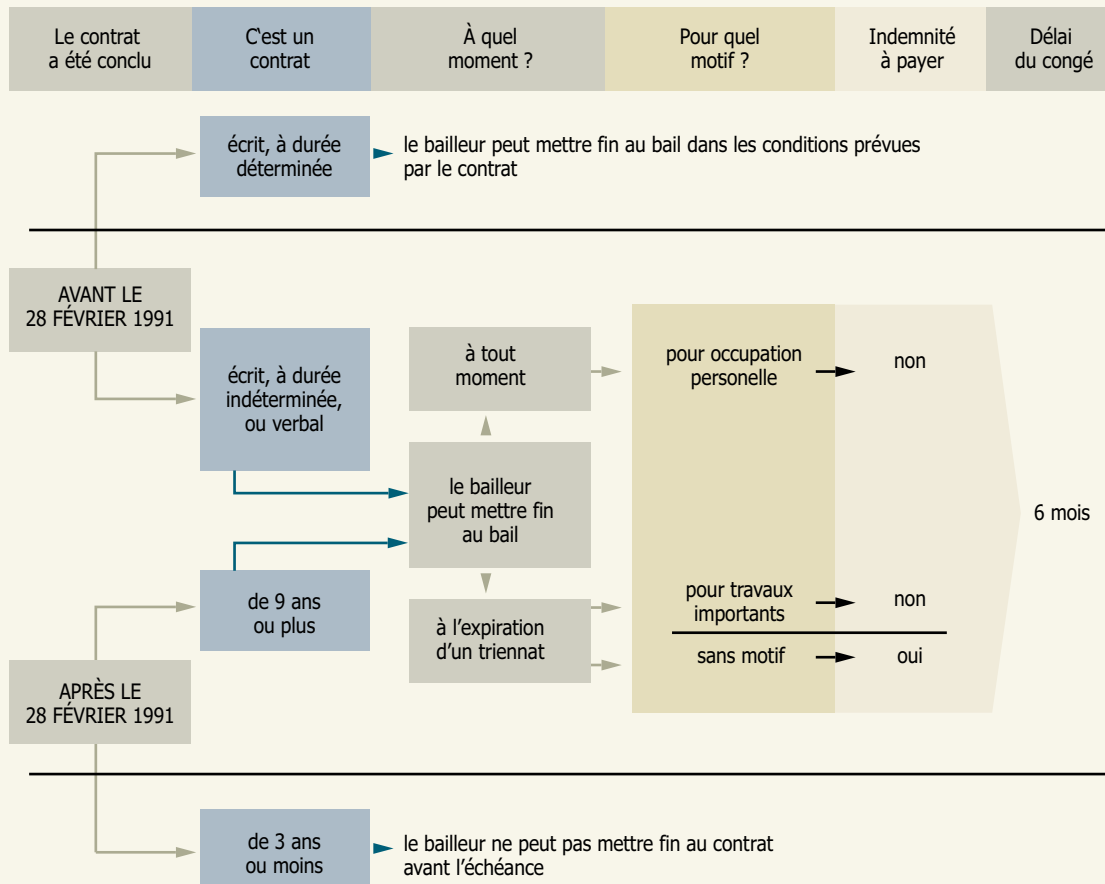 Le contrat
a été conclu
C'est un
contrat
À quel
moment ?
Pour quel
motif ?
Indemnité
à payer
Délai
du congé
écrit, à durée
déterminée
le bailleur peut mettre fin au bail dans les conditions prévues
par le contrat
AVANT LE
28 FÉVRIER 1991
écrit, à durée
indéterminée,
ou verbal
à tout
moment
pour occupation
personelle
non
le bailleur
peut mettre fin
au bail
6 mois
de 9 ans
ou plus
à l'expiration
d'un triennat
pour travaux
importants
non
sans motif
oui
APRÈS LE
28 FÉVRIER 1991
de 3 ans
ou moins
le bailleur ne peut pas mettre fin au contrat
avant l'échéance